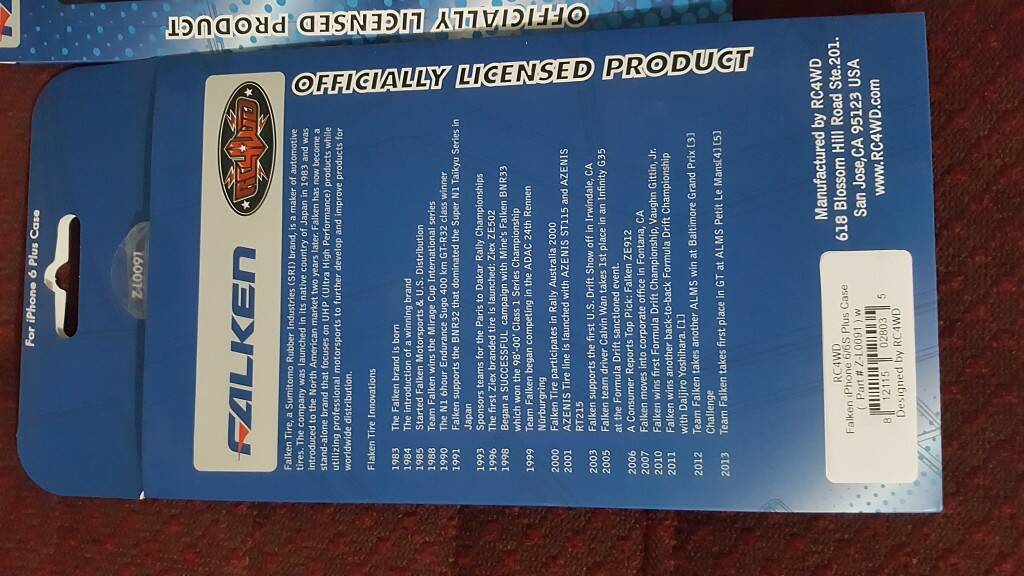 OFFICIALLY LICENSED PRODUCT
For iPhone 6 Plus Case
Z-L0091
FALKEN
RC4WD
OFFICIALLY LICENSED PRODUCT
Falken Tire, a Sumitomo Rubber Industries (SRI) brand, is a maker of automotive
tires. The company was launched in its native country of Japan in 1983 and was
introduced to the North American market two years later. Falken has now become a
stand-alone brand that focuses on UHP (Ultra High Performance) products while
utilizing professional motorsports to further develop and improve products for
worldwide distribution.
Flaken Tire Innovations
1983 The Falken brand is born
1984 The introduction of a winning brand
1985 Started Falken Motorsports & U.S. Distribution
1988 Team Falken wins the Mirage Cup International series
1990 The N1 6hour Endurance Sugo 400 km GT-R32 class winner
1991 Falken supports the BNR32 that dominated the Super N1 Taikyu Series in
Japan
1993 Sponsors teams for the Paris to Dakar Rally Championships
1996 The first Ziex branded tire is launched: Ziex ZE502
1998 Began a SUCCESSFUL campaign with Mine's Falken BNR33
which won the 98'-00' Class 1 Series Championship
1999 Team Falken began competing in the ADAC 24th Rennen
Nürburgring
2000 Falken Tire participates in Rally Australia 2000
2001 AZENIS Tire line is launched with AZENIS ST115 and AZENIS
RT215
2003 Falken supports the first U.S. Drift Show off in Irwindale, CA
2005 Falken team driver Calvin Wan takes 1st place in an Infinity G35
at the Formula Drift sanctioned event.
2006 A Consumer Reports Top Pick: Falken ZE912
2007 Falken moves into corporate office in Fontana, CA
2010 Falken wins first Formula Drift Championship, Vaughn Gittin, Jr.
2011 Falken wins another back-to-back Formula Drift Championship
with Daijiro Yoshihara.[1]
2012 Team Falken takes another ALMS win at Baltimore Grand Prix [3]
Challenge
2013 Team Falken takes first place in GT at ALMS Petit Le Mans[4][5]
Manufactured by RC4WD
618 Blossom Hill Road Ste.201.
San Jose,CA 95123 USA
www.RC4WD.com
RC4WD
Falken iPhone 6/6S Plus Case
( Part# Z-L0091 )w
8 12115 02803 5
Designed by RC4WD